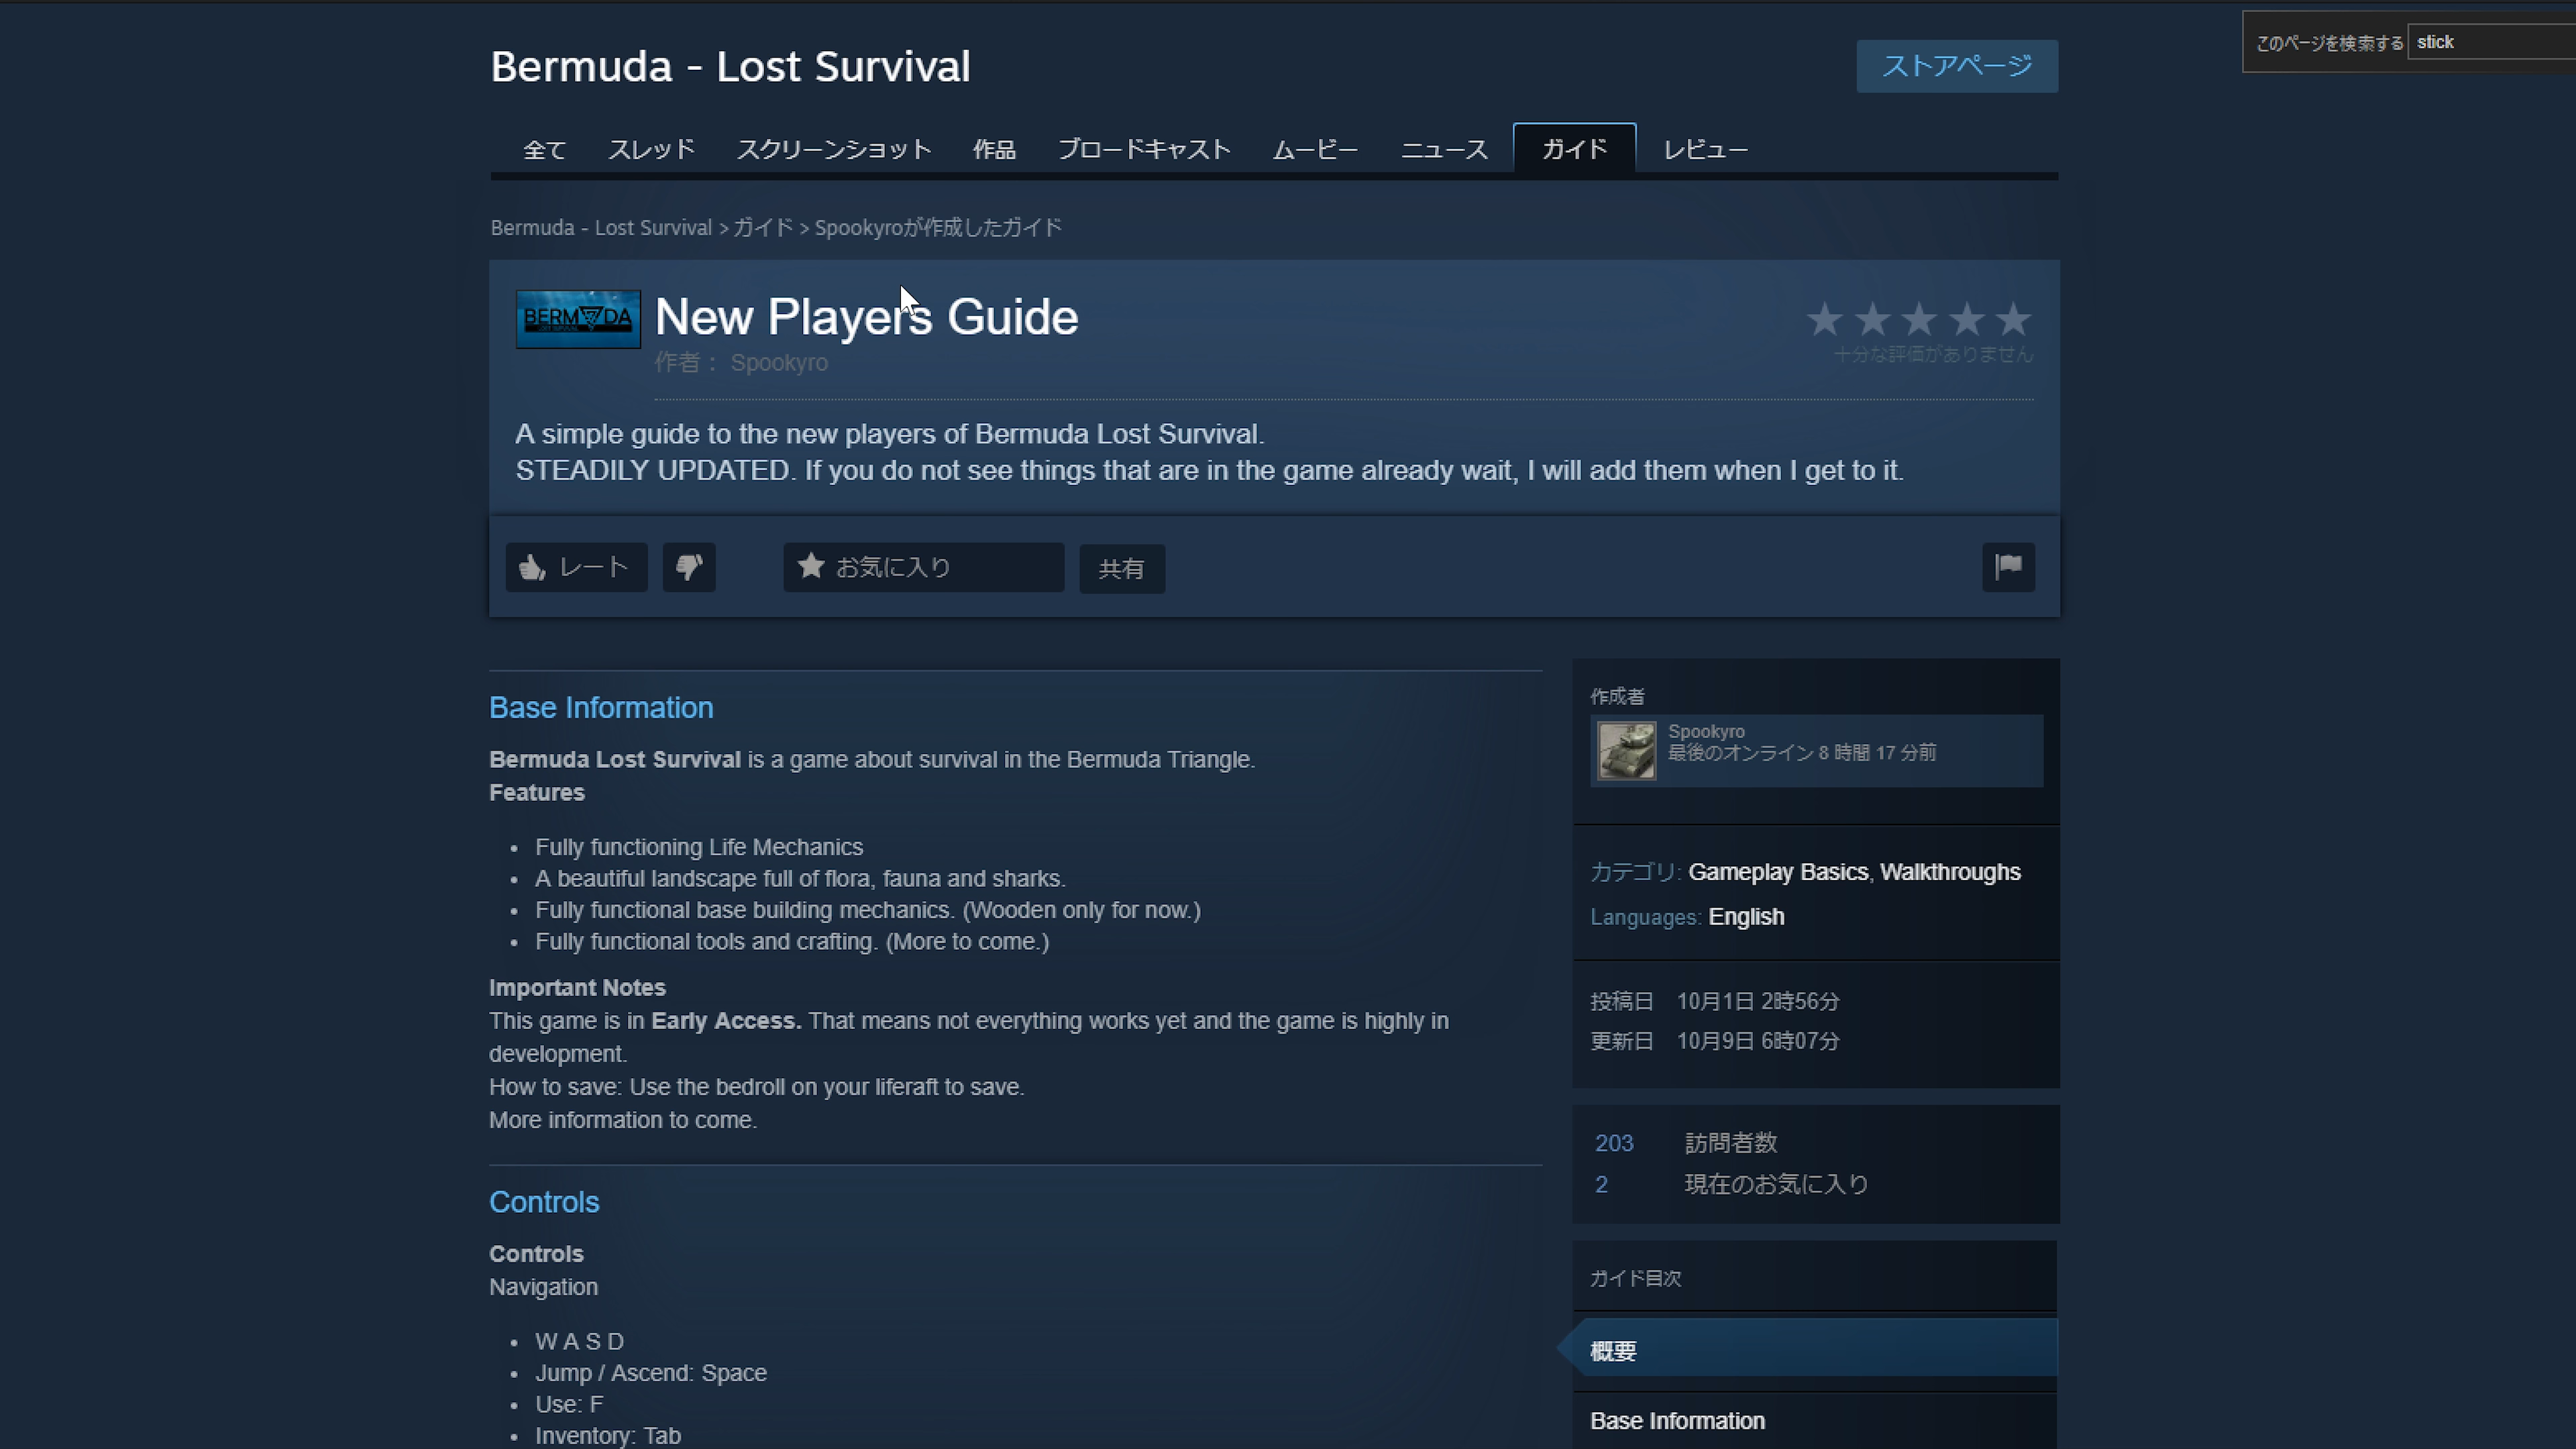 Bermuda - Lost Survival
ストアページ
このページを検索する stick
全て スレッド スクリーンショット 作品 ブロードキャスト ムービー ニュース ガイド レビュー
Bermuda - Lost Survival > ガイド > Spookyroが作成したガイド
BERMUDA
New Players Guide
作者： Spookyro
十分な評価がありません
A simple guide to the new players of Bermuda Lost Survival.
STEADILY UPDATED. If you do not see things that are in the game already wait, I will add them when I get to it.
レート
お気に入り
共有
Base Information
Bermuda Lost Survival is a game about survival in the Bermuda Triangle.
Features
• Fully functioning Life Mechanics
• A beautiful landscape full of flora, fauna and sharks.
• Fully functional base building mechanics. (Wooden only for now.)
• Fully functional tools and crafting. (More to come.)
Important Notes
This game is in Early Access. That means not everything works yet and the game is highly in
development.
How to save: Use the bedroll on your liferaft to save.
More information to come.
Controls
Controls
Navigation
• W A S D
• Jump / Ascend: Space
• Use: F
• Inventory: Tab
作成者
Spookyro
最後のオンライン 8 時間 17 分前
カテゴリ: Gameplay Basics, Walkthroughs
Languages: English
投稿日 10月1日 2時56分
更新日 10月9日 6時07分
203 訪問者数
2 現在のお気に入り
ガイド目次
概要
Base Information